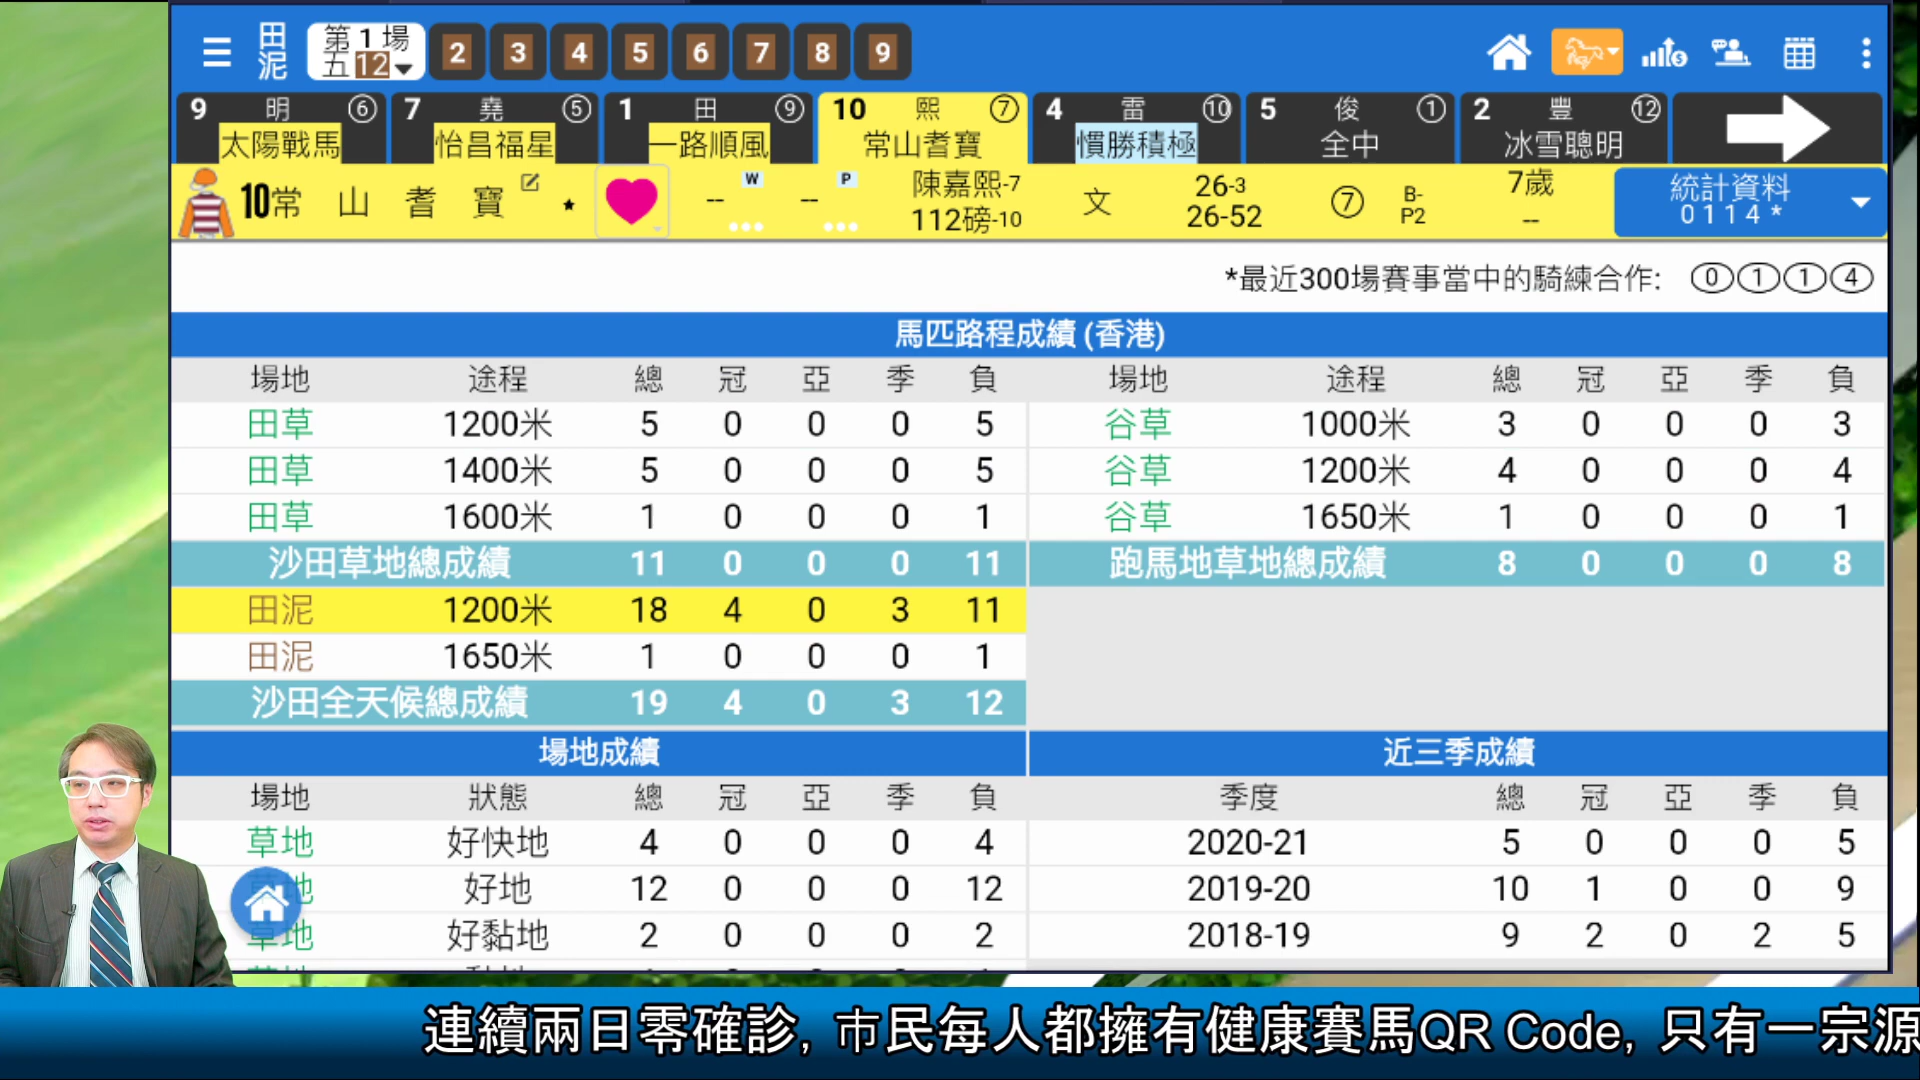 田泥
第1場
五12
2 3 4 5 6 7 8 9
9 明 6 太陽戰馬
7 堯 5 怡昌福星
1 田 9 一路順風
10 熙 7 常山耆寶
4 雷 10 慣勝積極
5 俊 1 全中
2 豐 12 冰雪聰明
10常山耆寶 ★ -- W -- P 陳嘉熙-7 112磅-10 文 26-3 26-52 7 B-P2 7歲 --
統計資料
0 1 1 4 *
*最近300場賽事當中的騎練合作: 0 1 1 4
馬匹路程成績 (香港)
場地 途程 總 冠 亞 季 負 場地 途程 總 冠 亞 季 負
田草 1200米 5 0 0 0 5 谷草 1000米 3 0 0 0 3
田草 1400米 5 0 0 0 5 谷草 1200米 4 0 0 0 4
田草 1600米 1 0 0 0 1 谷草 1650米 1 0 0 0 1
沙田草地總成績 11 0 0 0 11 跑馬地草地總成績 8 0 0 0 8
田泥 1200米 18 4 0 3 11
田泥 1650米 1 0 0 0 1
沙田全天候總成績 19 4 0 3 12
場地成績 近三季成績
場地 狀態 總 冠 亞 季 負 季度 總 冠 亞 季 負
草地 好快地 4 0 0 0 4 2020-21 5 0 0 0 5
草地 好地 12 0 0 0 12 2019-20 10 1 0 0 9
草地 好黏地 2 0 0 0 2 2018-19 9 2 0 2 5
連續兩日零確診, 市民每人都擁有健康賽馬QR Code, 只有一宗源